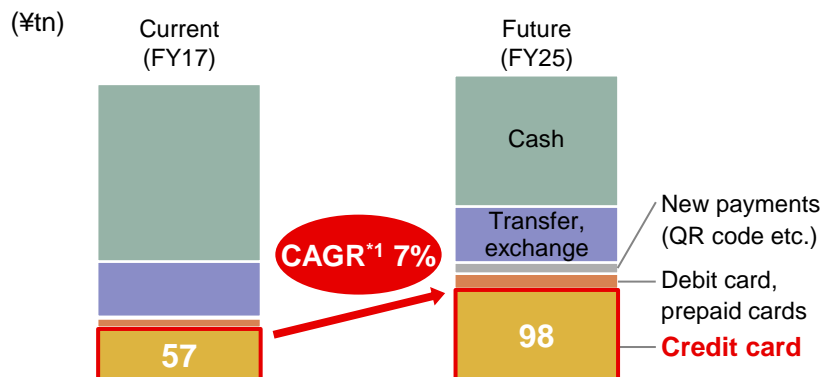 (¥tn)
Current
(FY17)
Future
(FY25)
Cash
Transfer,
exchange
New payments
(QR code etc.)
Debit card,
prepaid cards
Credit card
CAGR*1 7%
57
98